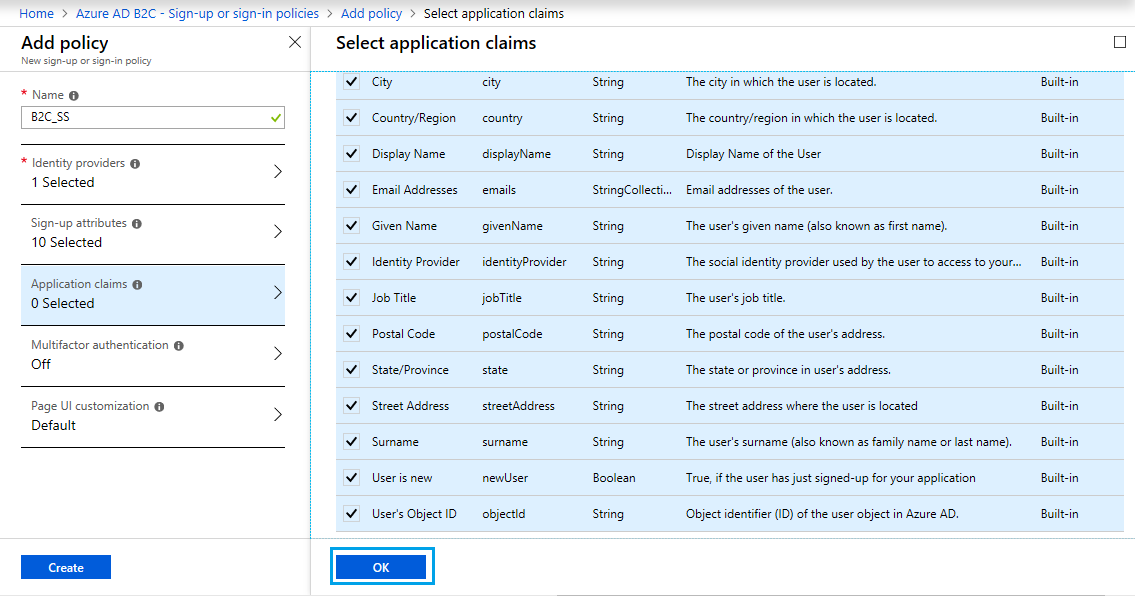 Home > Azure AD B2C - Sign-up or sign-in policies > Add policy > Select application claims
Add policy
New sign-up or sign-in policy
* Name
B2C_SS
* Identity providers
1 Selected
Sign-up attributes
10 Selected
Application claims
0 Selected
Multifactor authentication
Off
Page UI customization
Default
Create
Select application claims
City city String The city in which the user is located. Built-in
Country/Region country String The country/region in which the user is located. Built-in
Display Name displayName String Display Name of the User Built-in
Email Addresses emails StringCollecti... Email addresses of the user. Built-in
Given Name givenName String The user's given name (also known as first name). Built-in
Identity Provider identityProvider String The social identity provider used by the user to access to your... Built-in
Job Title jobTitle String The user's job title. Built-in
Postal Code postalCode String The postal code of the user's address. Built-in
State/Province state String The state or province in user's address. Built-in
Street Address streetAddress String The street address where the user is located Built-in
Surname surname String The user's surname (also known as family name or last name). Built-in
User is new newUser Boolean True, if the user has just signed-up for your application Built-in
User's Object ID objectId String Object identifier (ID) of the user object in Azure AD. Built-in
OK